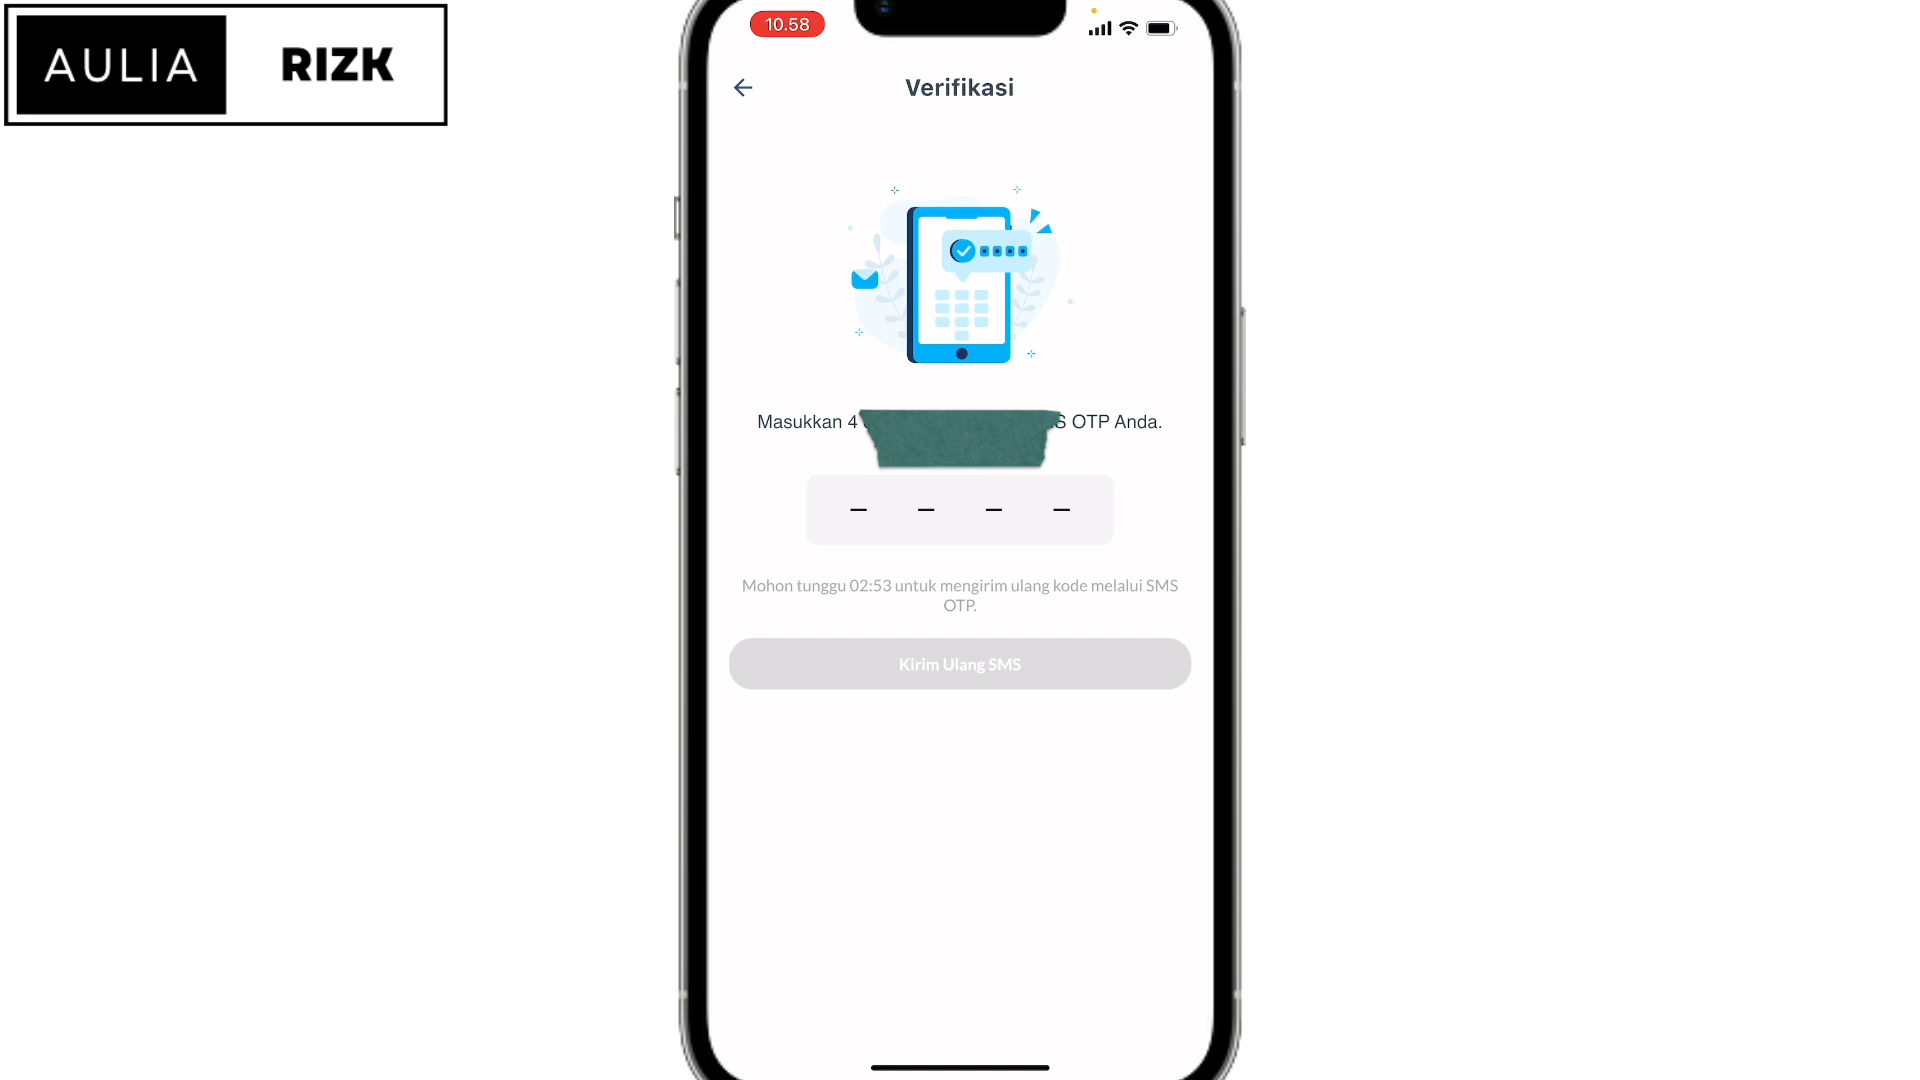 AULIA RIZK
10.58
Verifikasi
Masukkan 4 OTP Anda.
Mohon tunggu 02:53 untuk mengirim ulang kode melalui SMS
OTP.
Kirim Ulang SMS